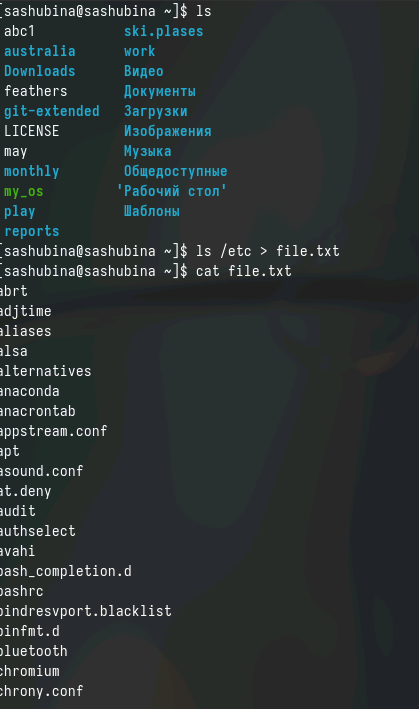 [sashubina@sashubina ~]$ ls
abc1 ski.plases
australia work
Downloads Видео
feathers Документы
git-extended Загрузки
LICENSE Изображения
may Музыка
monthly Общедоступные
my_os 'Рабочий стол'
play Шаблоны
reports
[sashubina@sashubina ~]$ ls /etc > file.txt
[sashubina@sashubina ~]$ cat file.txt
abrt
adjtime
aliases
alsa
alternatives
anaconda
anacrontab
appstream.conf
apt
asound.conf
at.deny
audit
authselect
avahi
bash_completion.d
bashrc
bindresvport.blacklist
binfmt.d
bluetooth
chromium
chrony.conf